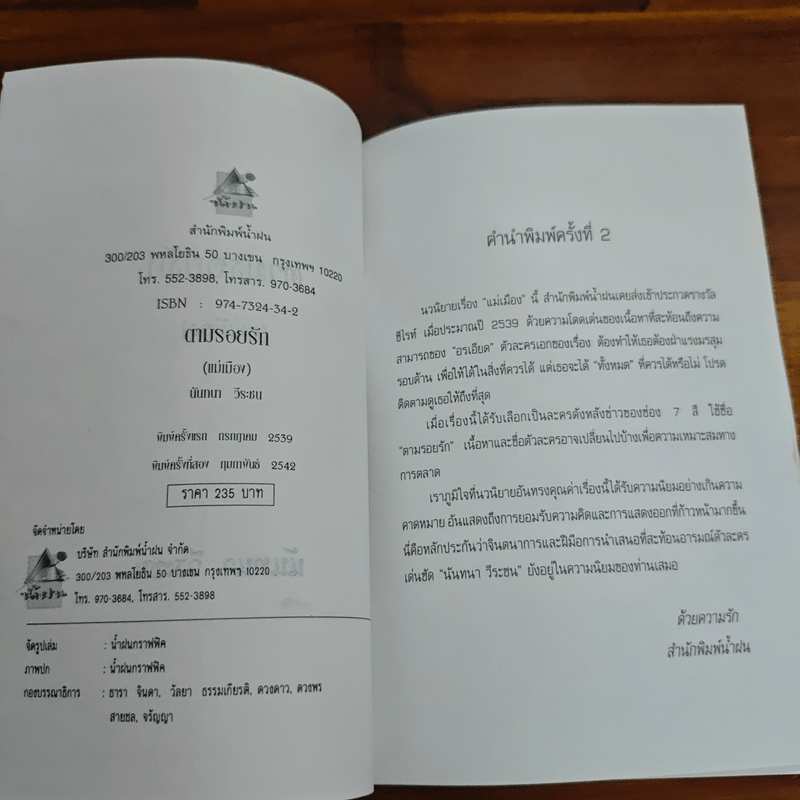 น้ำฝน
สำนักพิมพ์น้ำฝน
300/203 พหลโยธิน 50 บางเขน กรุงเทพฯ 10220
โทร. 552-3898, โทรสาร. 970-3684
ISBN : 974-7324-34-2
ตามรอยรัก
(แม่เมือง)
นันทนา วีระชน
พิมพ์ครั้งแรก กรกฎาคม 2539
พิมพ์ครั้งที่สอง กุมภาพันธ์ 2542
ราคา 235 บาท
จัดจำหน่ายโดย
บริษัท สำนักพิมพ์น้ำฝน จำกัด
300/203 พหลโยธิน 50 บางเขน กรุงเทพฯ 10220
โทร. 970-3684, โทรสาร. 552-3898
น้ำฝน
จัดรูปเล่ม : น้ำฝนกราฟฟิค
ภาพปก : น้ำฝนกราฟฟิค
กองบรรณาธิการ : ธารา จินดา, วัลยา ธรรมเกียรติ, ดวงดาว, ดวงพร
สายชล, จรัญญา
คำนำพิมพ์ครั้งที่ 2
นวนิยายเรื่อง "แม่เมือง" นี้ สำนักพิมพ์น้ำฝนเคยส่งเข้าประกวดรางวัล
ซีไรท์ เมื่อประมาณปี 2539 ด้วยความโดดเด่นของเนื้อหาที่สะท้อนถึงความ
สามารถของ "อรเอียด" ตัวละครเอกของเรื่อง ต้องทำให้เธอต้องฝ่าแรงมรสุม
รอบด้าน เพื่อให้ได้ในสิ่งที่ควรได้ แต่เธอจะได้ "ทั้งหมด" ที่ควรได้หรือไม่ โปรด
ติดตามดูเธอให้ถึงที่สุด
เมื่อเรื่องนี้ได้รับเลือกเป็นละครดังหลังข่าวของช่อง 7 สี ใช้ชื่อ
"ตามรอยรัก" เนื้อหาและชื่อตัวละครอาจเปลี่ยนไปบ้างเพื่อความเหมาะสมทาง
การตลาด
เราภูมิใจที่นวนิยายอันทรงคุณค่าเรื่องนี้ได้รับความนิยมอย่างเกินความ
คาดหมาย อันแสดงถึงการยอมรับความคิดและการแสดงออกที่ก้าวหน้ามากขึ้น
นี่คือหลักประกันว่าจินตนาการและฝีมือการนำเสนอที่สะท้อนอารมณ์ตัวละคร
เด่นชัด "นันทนา วีระชน" ยังอยู่ในความนิยมของท่านเสมอ
ด้วยความรัก
สำนักพิมพ์น้ำฝน